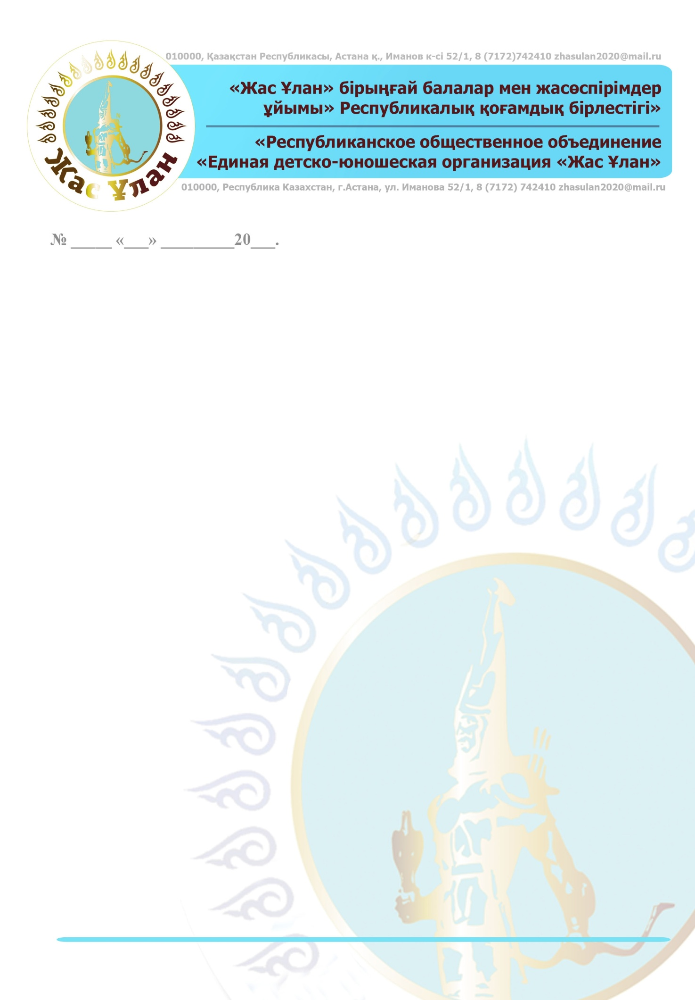 010000, Қазақстан Республикасы, Астана қ., Иманов к-сі 52/1, 8 (7172)742410 zhasulan2020@mail.ru
«Жас Ұлан» бірыңғай балалар мен жасөспірімдер
ұйымы» Республикалық қоғамдық бірлестігі»
«Республиканское общественное объединение
«Единая детско-юношеская организация «Жас Ұлан»
010000, Республика Казахстан, г.Астана, ул. Иманова 52/1, 8 (7172) 742410 zhasulan2020@mail.ru
Жас Ұлан
№ _____ «___» _________20___.